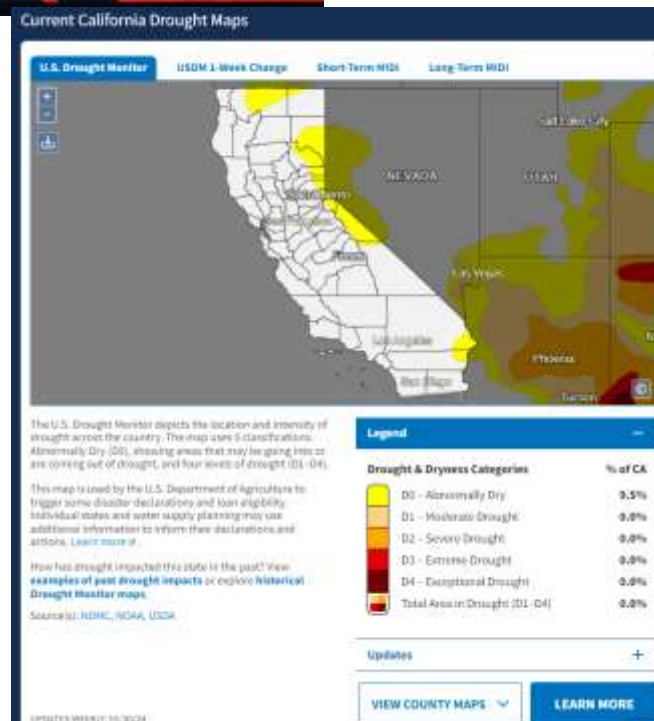 Current California Drought Maps
U.S. Drought Monitor
USDM 1-Week Change
Short-Term MIDI
Long-Term MIDI
+
−
Salt Lake City
NEVADA
UTAH
Sacramento
Fresno
Las Vegas
Los Angeles
Phoenix
San Diego
Tucson
The U.S. Drought Monitor depicts the location and intensity of
drought across the country. The map uses 5 classifications:
Abnormally Dry (D0), showing areas that may be going into or
are coming out of drought, and four levels of drought (D1–D4).
This map is used by the U.S. Department of Agriculture to
trigger some disaster declarations and loan eligibility.
Individual states and water supply planning may use
additional information to inform their declarations and
actions. Learn more
How has drought impacted this state in the past? View
examples of past drought impacts or explore historical
Drought Monitor maps.
Source(s): NDMC, NOAA, USDA
Legend −
Drought & Dryness Categories % of CA
D0 - Abnormally Dry 9.5%
D1 - Moderate Drought 0.0%
D2 - Severe Drought 0.0%
D3 - Extreme Drought 0.0%
D4 - Exceptional Drought 0.0%
Total Area in Drought (D1-D4) 0.0%
Updates +
VIEW COUNTY MAPS
LEARN MORE